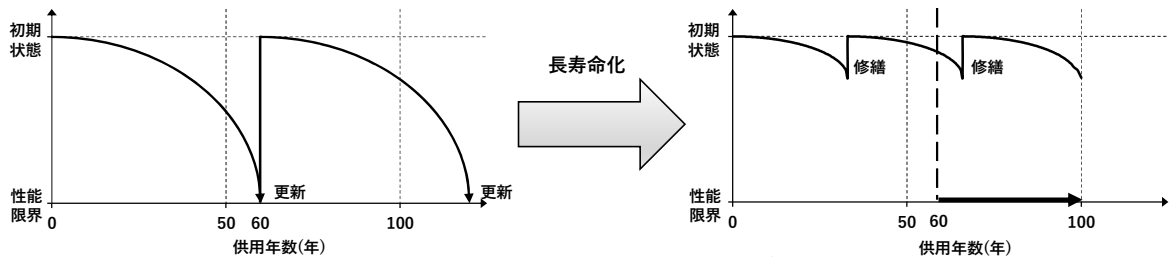 初期
状態
性能
限界
0
50
60
100
更新
更新
供用年数(年)
長寿命化
初期
状態
修繕
修繕
性能
限界
0
50
60
100
供用年数(年)